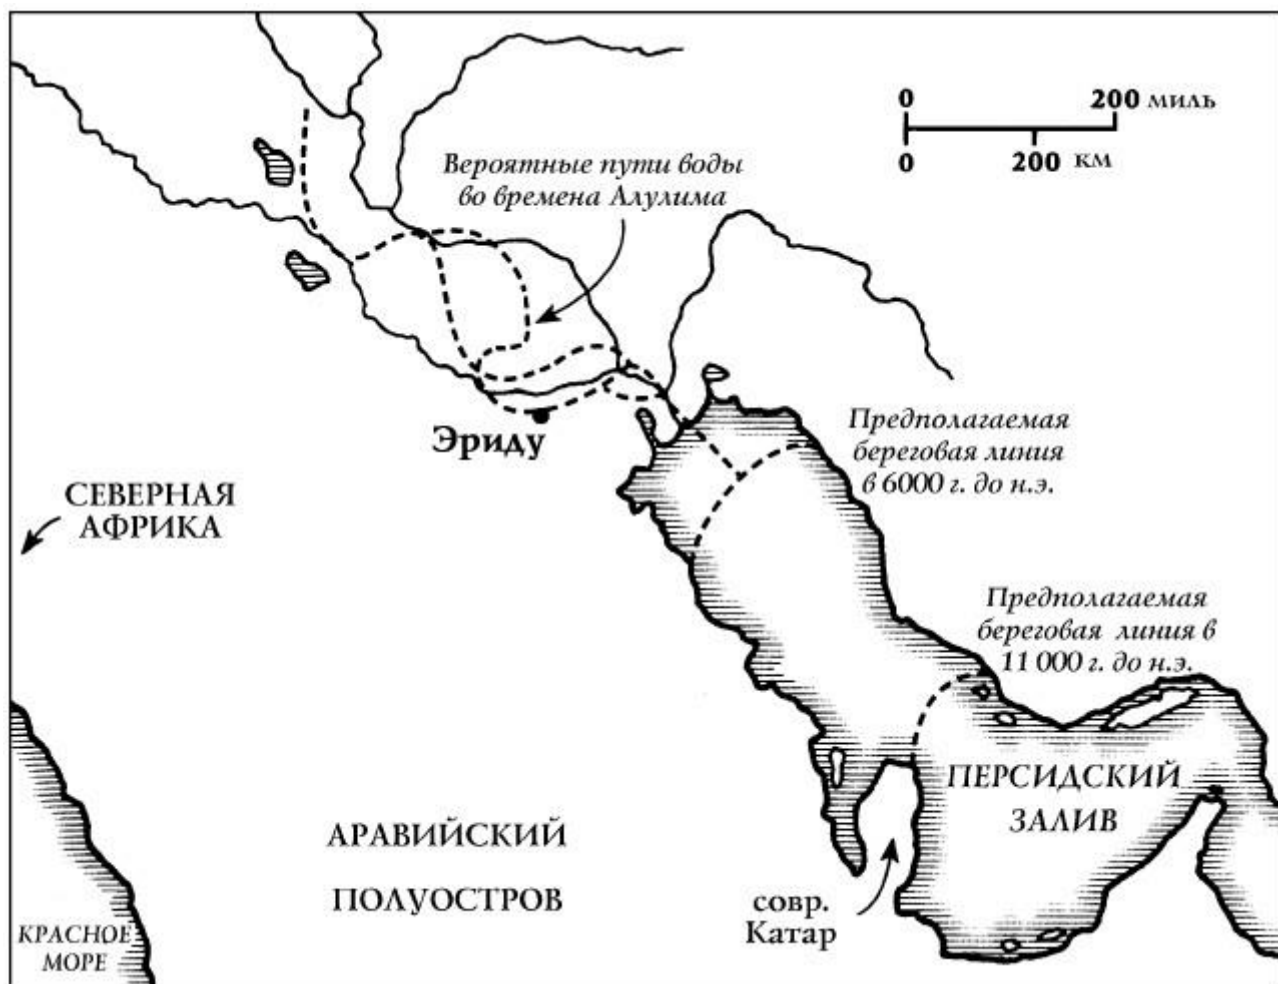 0 200 миль
0 200 км
Вероятные пути воды
во времена Алулима
Эриду
Предполагаемая
береговая линия
в 6000 г. до н.э.
СЕВЕРНАЯ
АФРИКА
Предполагаемая
береговая линия в
11 000 г. до н.э.
ПЕРСИДСКИЙ
ЗАЛИВ
АРАВИЙСКИЙ
ПОЛУОСТРОВ
совр.
Катар
КРАСНОЕ
МОРЕ